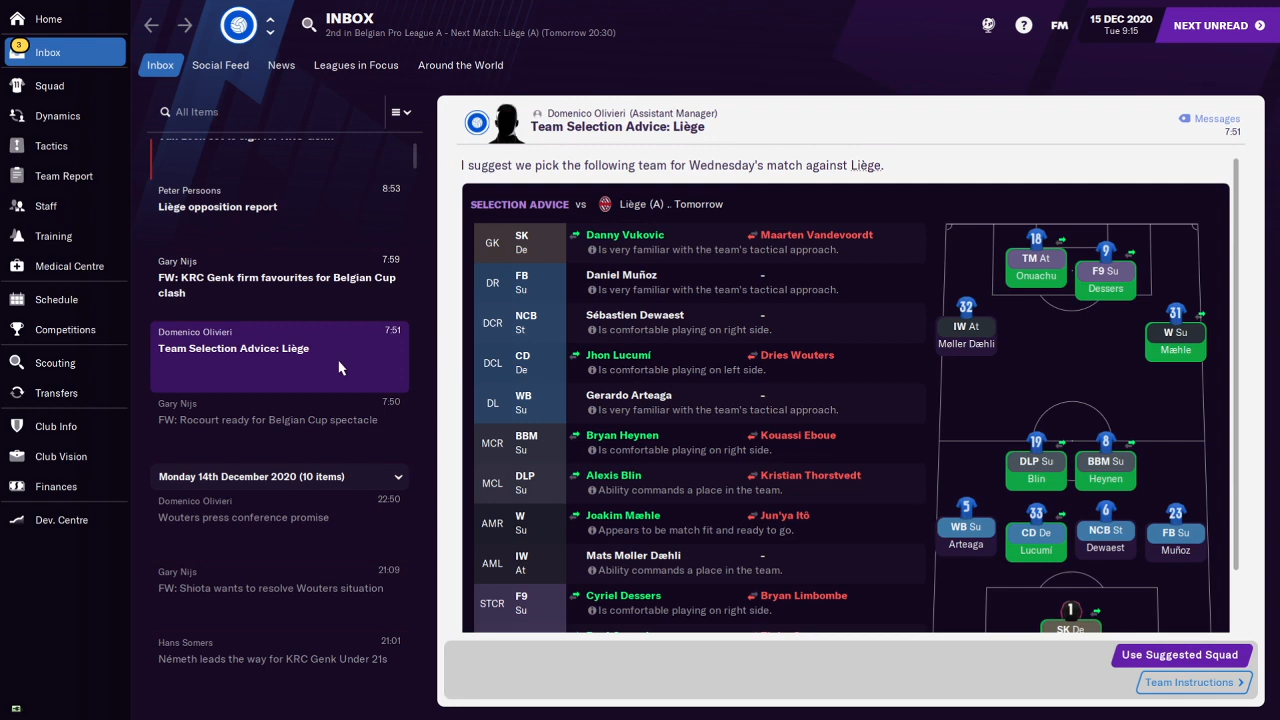 Home
3
Inbox
Squad
Dynamics
Tactics
Team Report
Staff
Training
Medical Centre
Schedule
Competitions
Scouting
Transfers
Club Info
Club Vision
Finances
Dev. Centre
INBOX
2nd in Belgian Pro League A - Next Match: Liège (A) (Tomorrow 20:30)
?
FM
15 DEC 2020
Tue 9:15
NEXT UNREAD
Inbox
Social Feed
News
Leagues in Focus
Around the World
All Items
Peter Persoons
8:53
Liège opposition report
Gary Nijs
7:59
FW: KRC Genk firm favourites for Belgian Cup
clash
Domenico Olivieri
7:51
Team Selection Advice: Liège
Gary Nijs
7:50
FW: Rocourt ready for Belgian Cup spectacle
Monday 14th December 2020 (10 items)
Domenico Olivieri
22:50
Wouters press conference promise
Gary Nijs
21:09
FW: Shiota wants to resolve Wouters situation
Hans Somers
21:01
Németh leads the way for KRC Genk Under 21s
Domenico Olivieri (Assistant Manager)
Team Selection Advice: Liège
Messages
7:51
I suggest we pick the following team for Wednesday's match against Liège.
SELECTION ADVICE vs Liège (A) .. Tomorrow
GK SK De Danny Vukovic Maarten Vandevoordt
Is very familiar with the team's tactical approach.
DR FB Su Daniel Muñoz -
Is very familiar with the team's tactical approach.
DCR NCB St Sébastien Dewaest -
Is comfortable playing on right side.
DCL CD De Jhon Lucumí Dries Wouters
Is comfortable playing on left side.
DL WB Su Gerardo Arteaga -
Is very familiar with the team's tactical approach.
MCR BBM Su Bryan Heynen Kouassi Eboue
Is comfortable playing on right side.
MCL DLP Su Alexis Blin Kristian Thorstvedt
Ability commands a place in the team.
AMR W Su Joakim Mæhle Jun'ya Itô
Appears to be match fit and ready to go.
AML IW At Mats Møller Dæhli -
Ability commands a place in the team.
STCR F9 Su Cyriel Dessers Bryan Limbombe
Is comfortable playing on right side.
18
TM At
Onuachu
9
F9 Su
Dessers
32
IW At
Møller Dæhli
31
W Su
Mæhle
19
DLP Su
Blin
8
BBM Su
Heynen
5
WB Su
Arteaga
33
CD De
Lucumí
6
NCB St
Dewaest
23
FB Su
Muñoz
1
SK De
Use Suggested Squad
Team Instructions